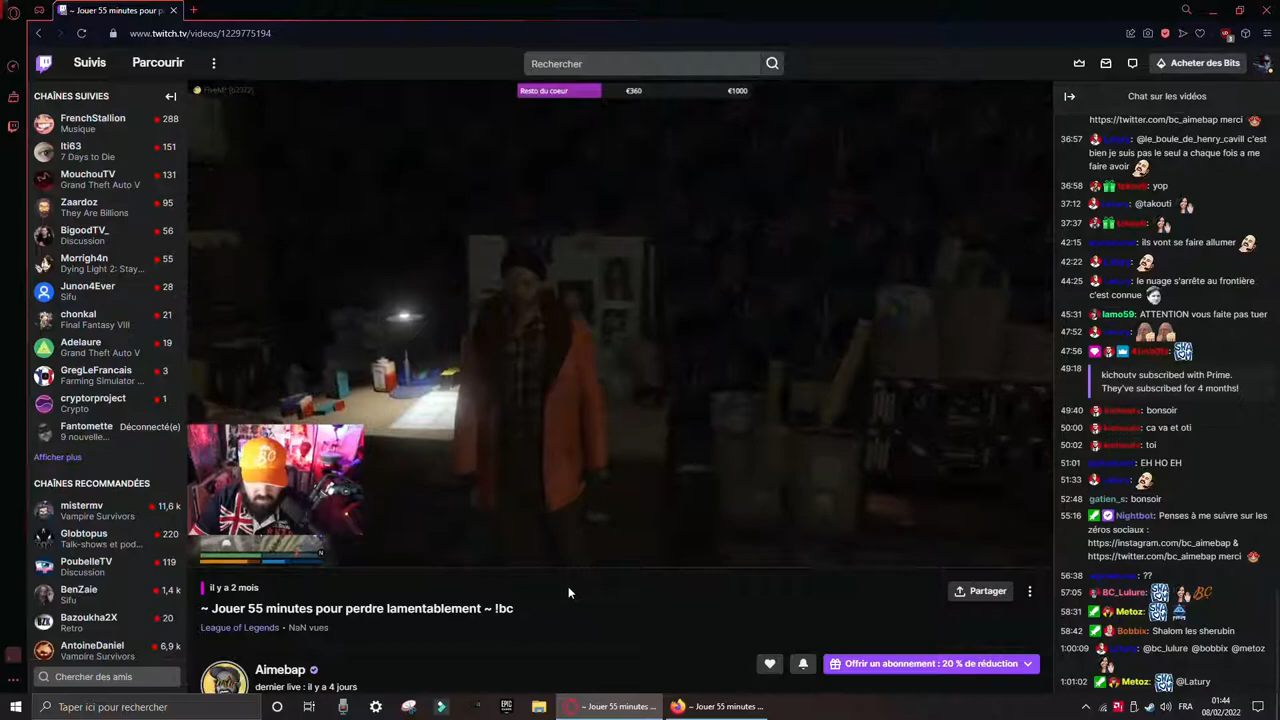 ~ Jouer 55 minutes pour p
www.twitch.tv/videos/1229775194
Suivis
Parcourir
Rechercher
Acheter des Bits
CHAÎNES SUIVIES
FrenchStallion
288
Musique
Iti63
151
7 Days to Die
MouchouTV
131
Grand Theft Auto V
Zaardoz
95
They Are Billions
BigoodTV_
56
Discussion
Morrigh4n
55
Dying Light 2: Stay...
Junon4Ever
28
Sifu
chonkal
21
Final Fantasy VIII
Adelaure
19
Grand Theft Auto V
GregLeFrancais
3
Farming Simulator ...
cryptorproject
1
Crypto
Fantomette
Déconnecté(e)
9 nouvelle...
Afficher plus
CHAÎNES RECOMMANDÉES
mistermv
11,6 k
Vampire Survivors
Globtopus
220
Talk-shows et pod...
PoubelleTV
119
Discussion
BenZaie
1,4 k
Vampire Survivors
Bazoukha2X
20
Retro
AntoineDaniel
6,9 k
Vampire Survivors
Chercher des amis
Resto du coeur
€360
€1000
BC
N
il y a 2 mois
~ Jouer 55 minutes pour perdre lamentablement ~ !bc
League of Legends • NaN vues
Partager
Aimebap
dernier live : il y a 4 jours
Offrir un abonnement : 20 % de réduction
Chat sur les vidéos
https://twitter.com/bc_aimebap merci
36:57
: @le_boule_de_henry_cavill c'est
bien je suis pas le seul a chaque fois a me
faire avoir
36:58
: yop
37:12
: @takouti
37:37
42:15
: ils vont se faire allumer
42:22
44:25
: le nuage s'arrête au frontière
c'est connue
45:31 lamo59: ATTENTION vous faite pas tuer
47:52
47:56
49:18
kichoutv subscribed with Prime.
They've subscribed for 4 months!
49:40
: bonsoir
50:00
: ca va et oti
50:02
: toi
51:01
: EH HO EH
51:33
52:48 gatien_s: bonsoir
55:16 Nightbot: Penses à me suivre sur les
zéros sociaux :
https://instagram.com/bc_aimebap &
https://twitter.com/bc_aimebap merci
56:38
: ??
57:05 BC_Lulure: BC
58:31 Metoz:
58:42 Bobbix: Shalom les sherubin
1:00:09
: @bc_lulure @bobbix @metoz
1:01:02 Metoz: @Latury
Taper ici pour rechercher
EPIC
~ Jouer 55 minutes ...
~ Jouer 55 minutes ...
FRA
01:44
08/02/2022